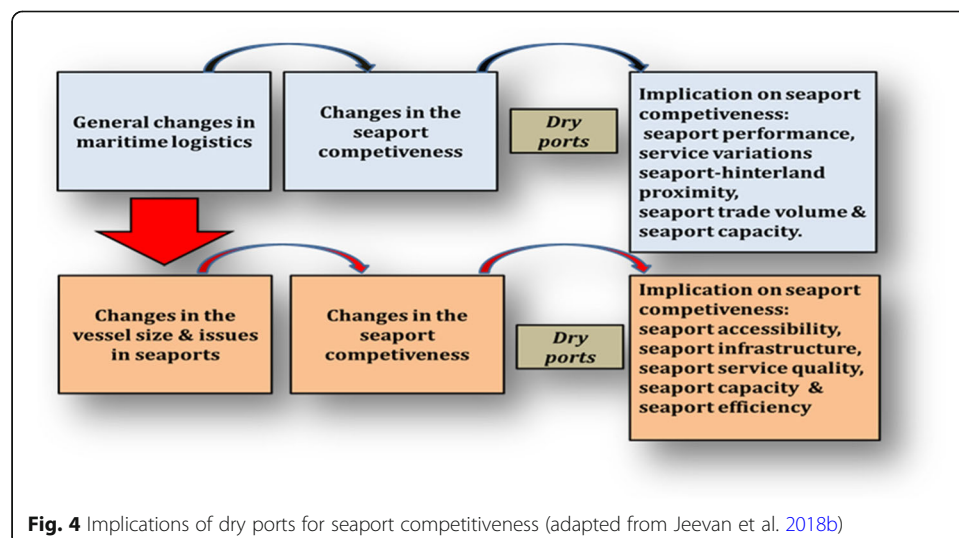 General changes in
maritime logistics
Changes in the
seaport
competiveness
Dry
ports
Implication on seaport
competiveness:
seaport performance,
service variations
seaport-hinterland
proximity,
seaport trade volume &
seaport capacity.
Changes in the
vessel size & issues
in seaports
Changes in the
seaport
competiveness
Dry
ports
Implication on seaport
competiveness:
seaport accessibility,
seaport infrastructure,
seaport service quality,
seaport capacity &
seaport efficiency
Fig. 4 Implications of dry ports for seaport competitiveness (adapted from Jeevan et al. 2018b)